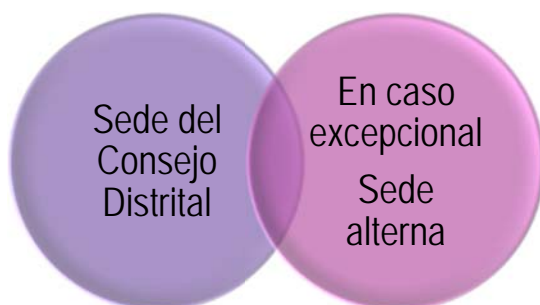 Sede del
Consejo
Distrital
En caso
excepcional
Sede
alterna